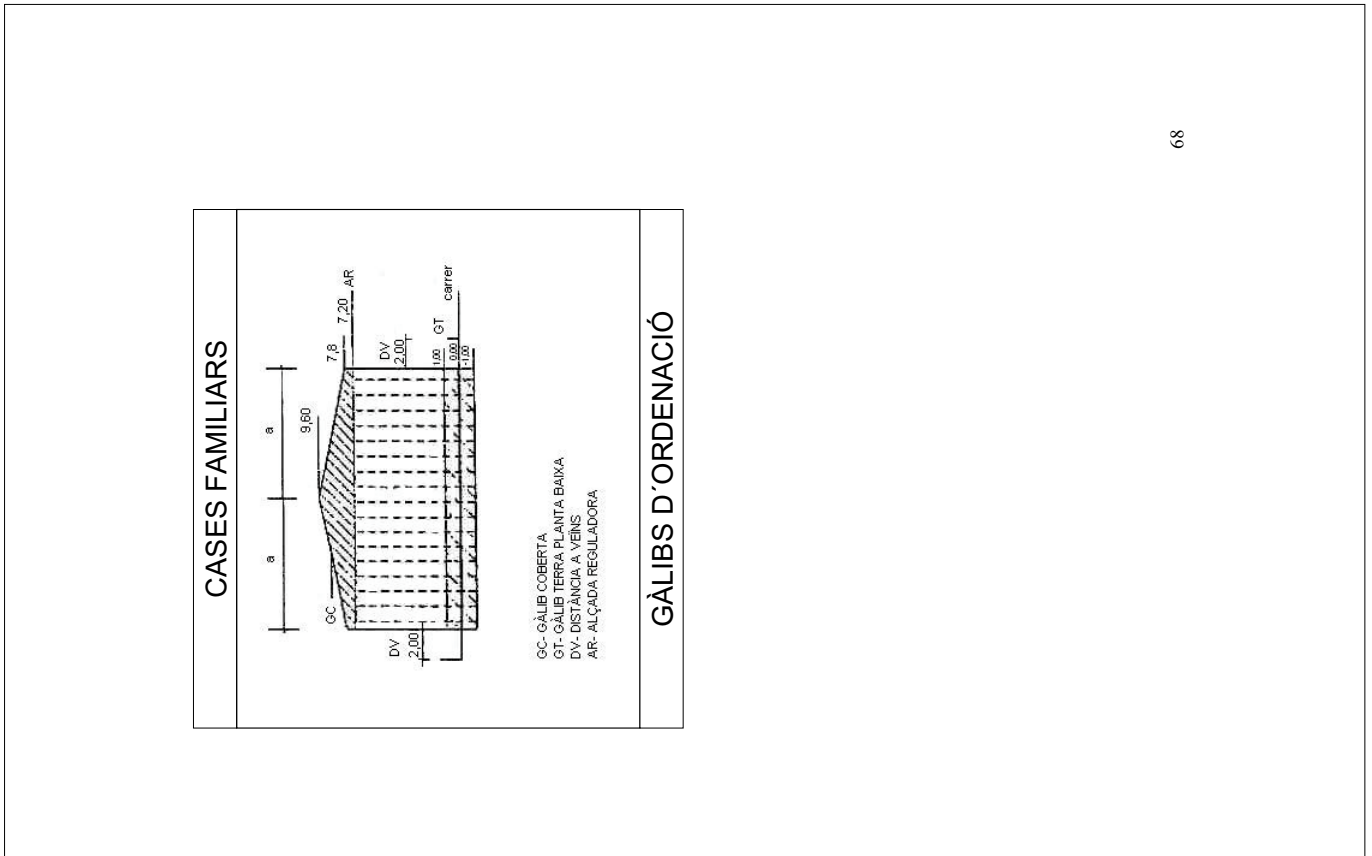 CASES FAMILIARS
a
a
9,60
GC
7,8
7,20
AR
DV
2,00
DV
2,00
1,00
GT
0,00
carrer
-1,00
GC- GÀLIB COBERTA
GT- GÀLIB TERRA PLANTA BAIXA
DV- DISTÀNCIA A VEÏNS
AR- ALÇADA REGULADORA
GÀLIBS D´ORDENACIÓ
68